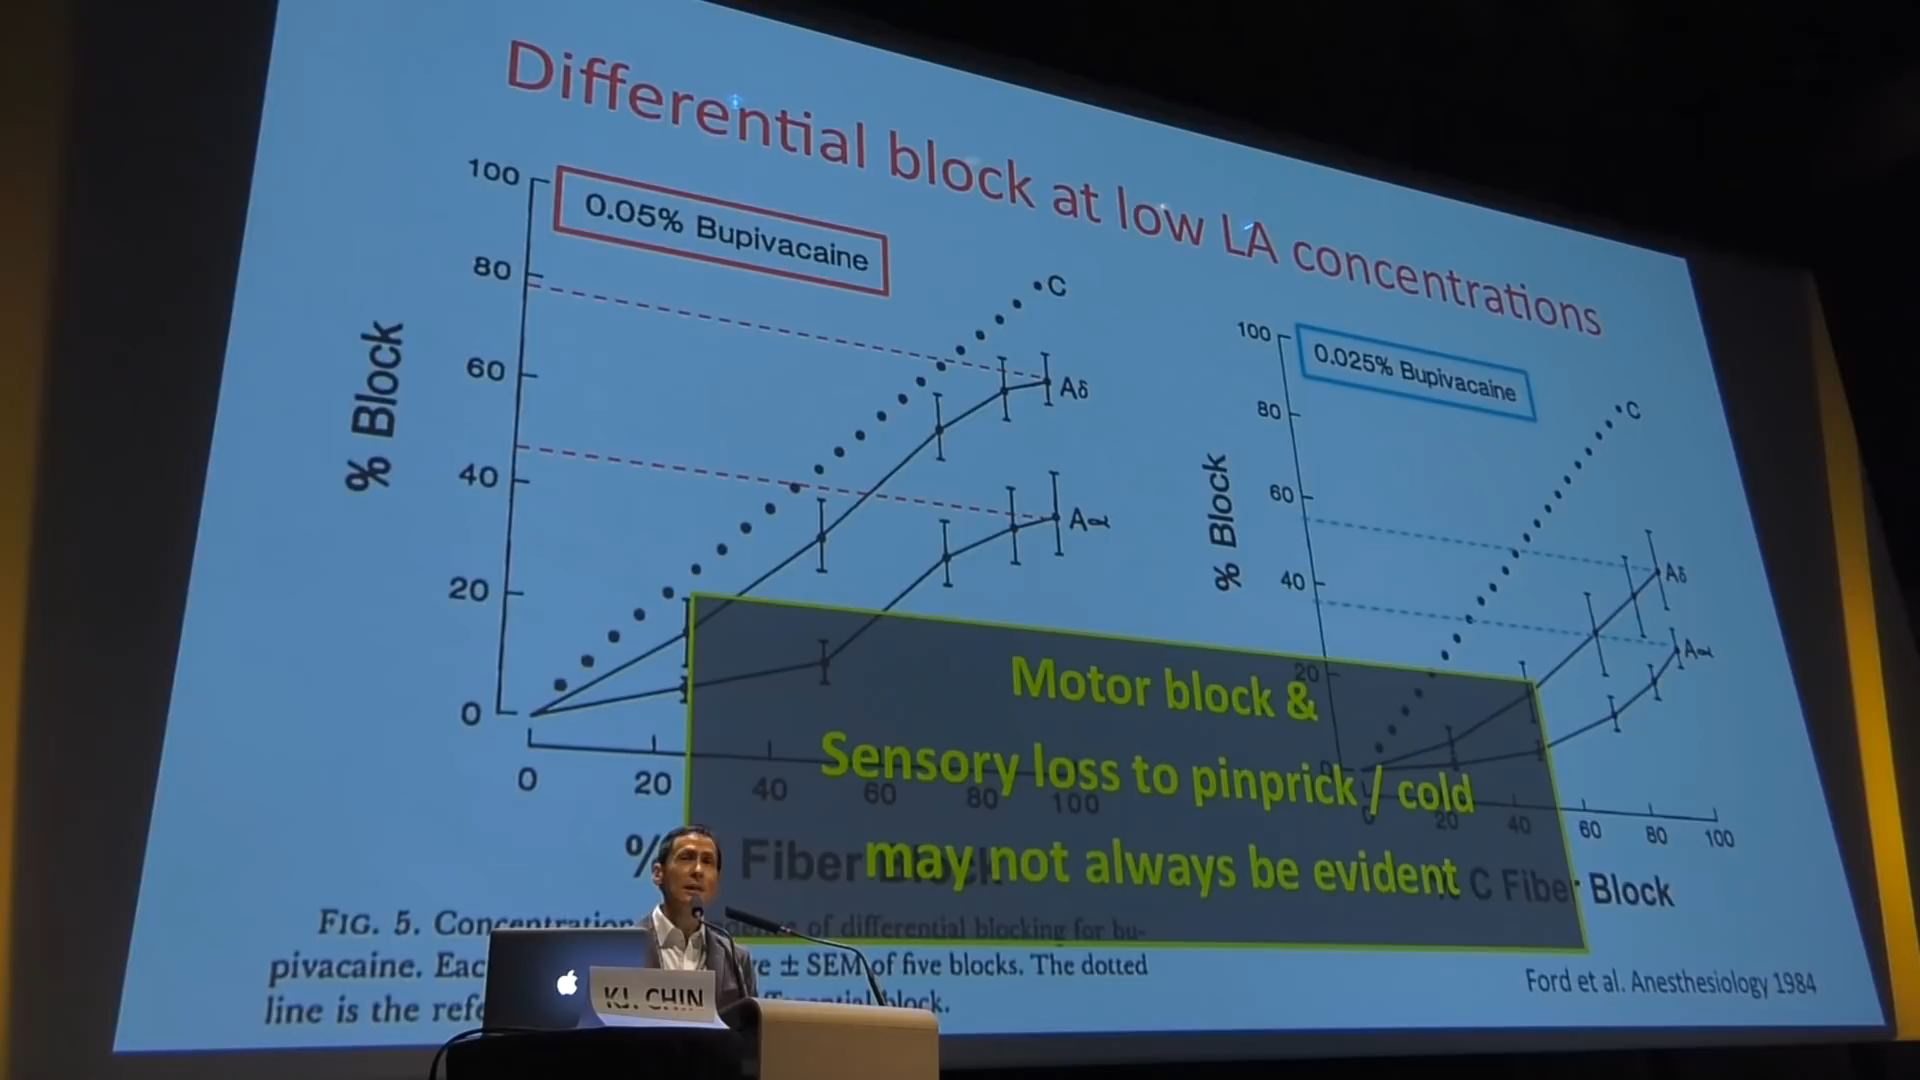 Differential block at low LA concentrations
0.05% Bupivacaine
% Block
100
80
60
40
20
0
C
Aδ
Aα
0 20 40 60 80 100
% Fiber
0.025% Bupivacaine
% Block
100
80
60
40
20
0
C
Aδ
Aα
0 20 40 60 80 100
C Fiber Block
Motor block &
Sensory loss to pinprick / cold
may not always be evident
FIG. 5. Concentration of differential blocking for bu-
pivacaine. ± SEM of five blocks. The dotted
line is the block.
Ford et al. Anesthesiology 1984
KJ. CHIN